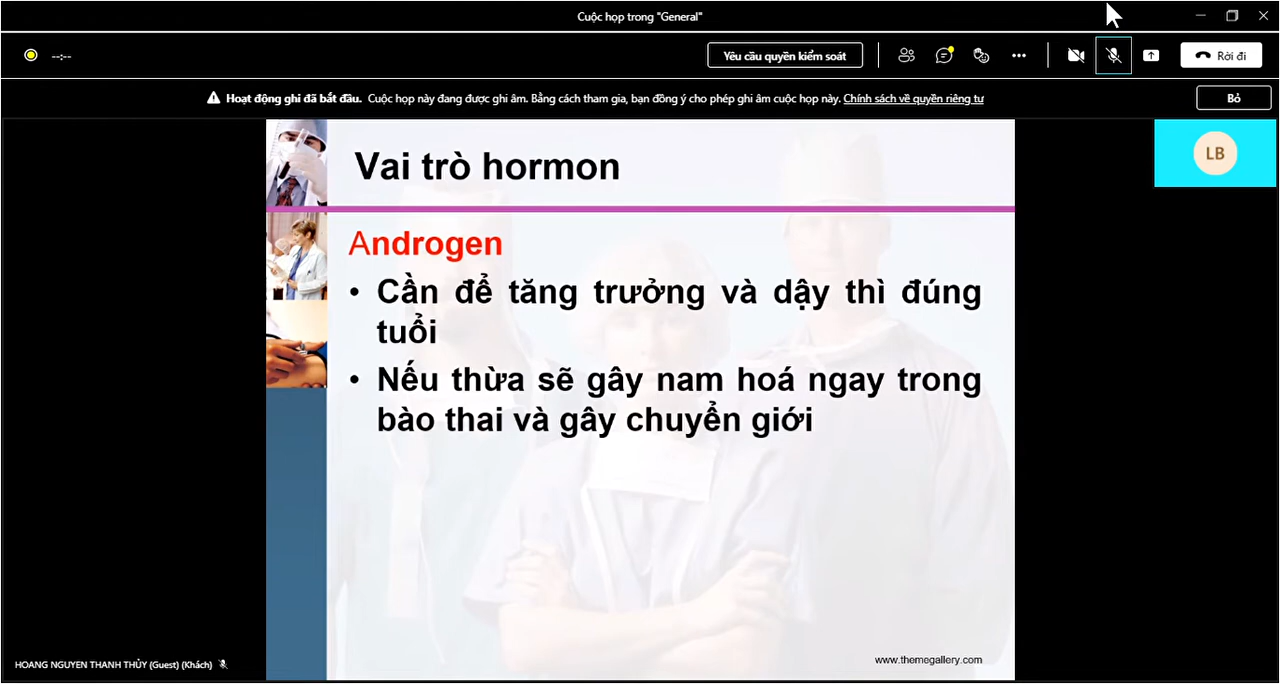 Cuộc họp trong "General"
--:--
Yêu cầu quyền kiểm soát
Rời đi
Hoạt động ghi đã bắt đầu. Cuộc họp này đang được ghi âm. Bằng cách tham gia, bạn đồng ý cho phép ghi âm cuộc họp này. Chính sách về quyền riêng tư
Bỏ
LB
Vai trò hormon
Androgen
• Cần để tăng trưởng và dậy thì đúng
tuổi
• Nếu thừa sẽ gây nam hoá ngay trong
bào thai và gây chuyển giới
www.themegallery.com
HOANG NGUYEN THANH THỦY (Guest) (Khách)